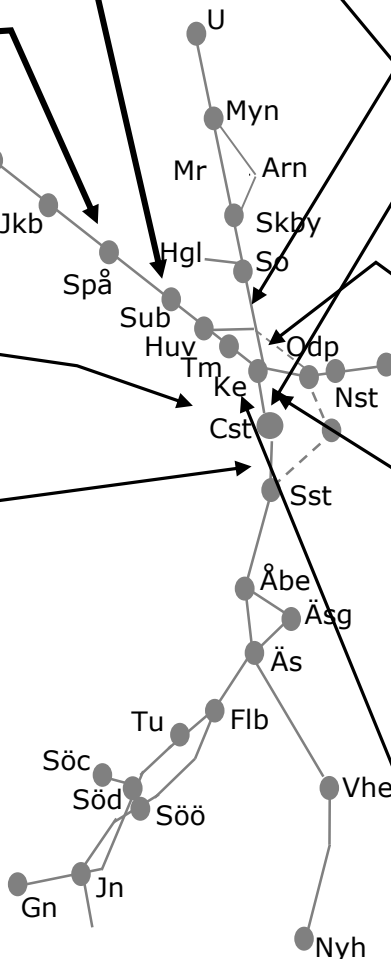 U
Myn
Mr
Arn
Skby
Hgl
So
Jkb
Spå
Sub
Huv
Odp
Tm
Ke
Nst
Cst
Sst
Åbe
Äsg
Äs
Tu
Flb
Söc
Söd
Söö
Vhe
Jn
Gn
Nyh